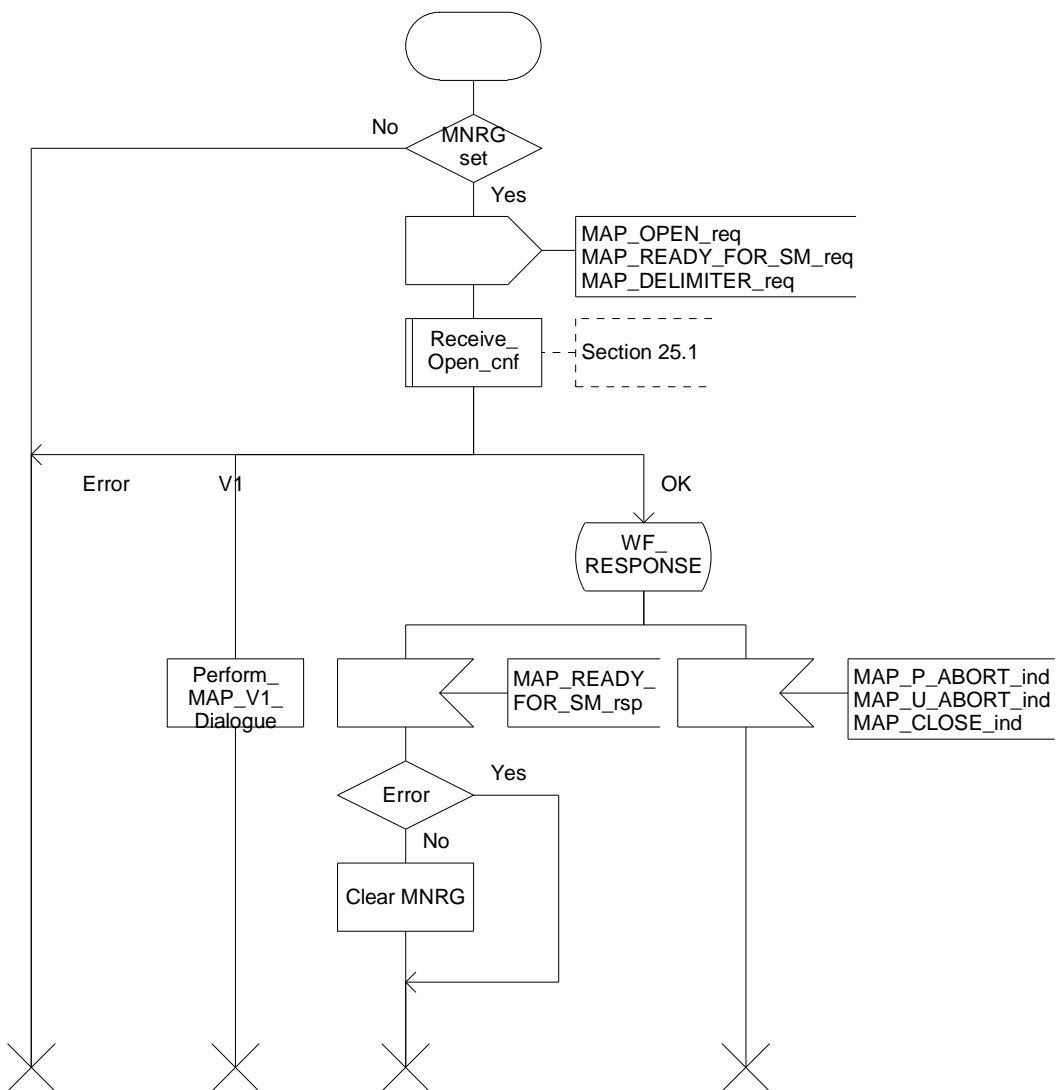 No
MNRG
set
Yes
MAP_OPEN_req
MAP_READY_FOR_SM_req
MAP_DELIMITER_req
Receive_
Open_cnf
Section 25.1
Error
V1
OK
WF_
RESPONSE
Perform_
MAP_V1_
Dialogue
MAP_READY_
FOR_SM_rsp
MAP_P_ABORT_ind
MAP_U_ABORT_ind
MAP_CLOSE_ind
Error
Yes
No
Clear MNRG